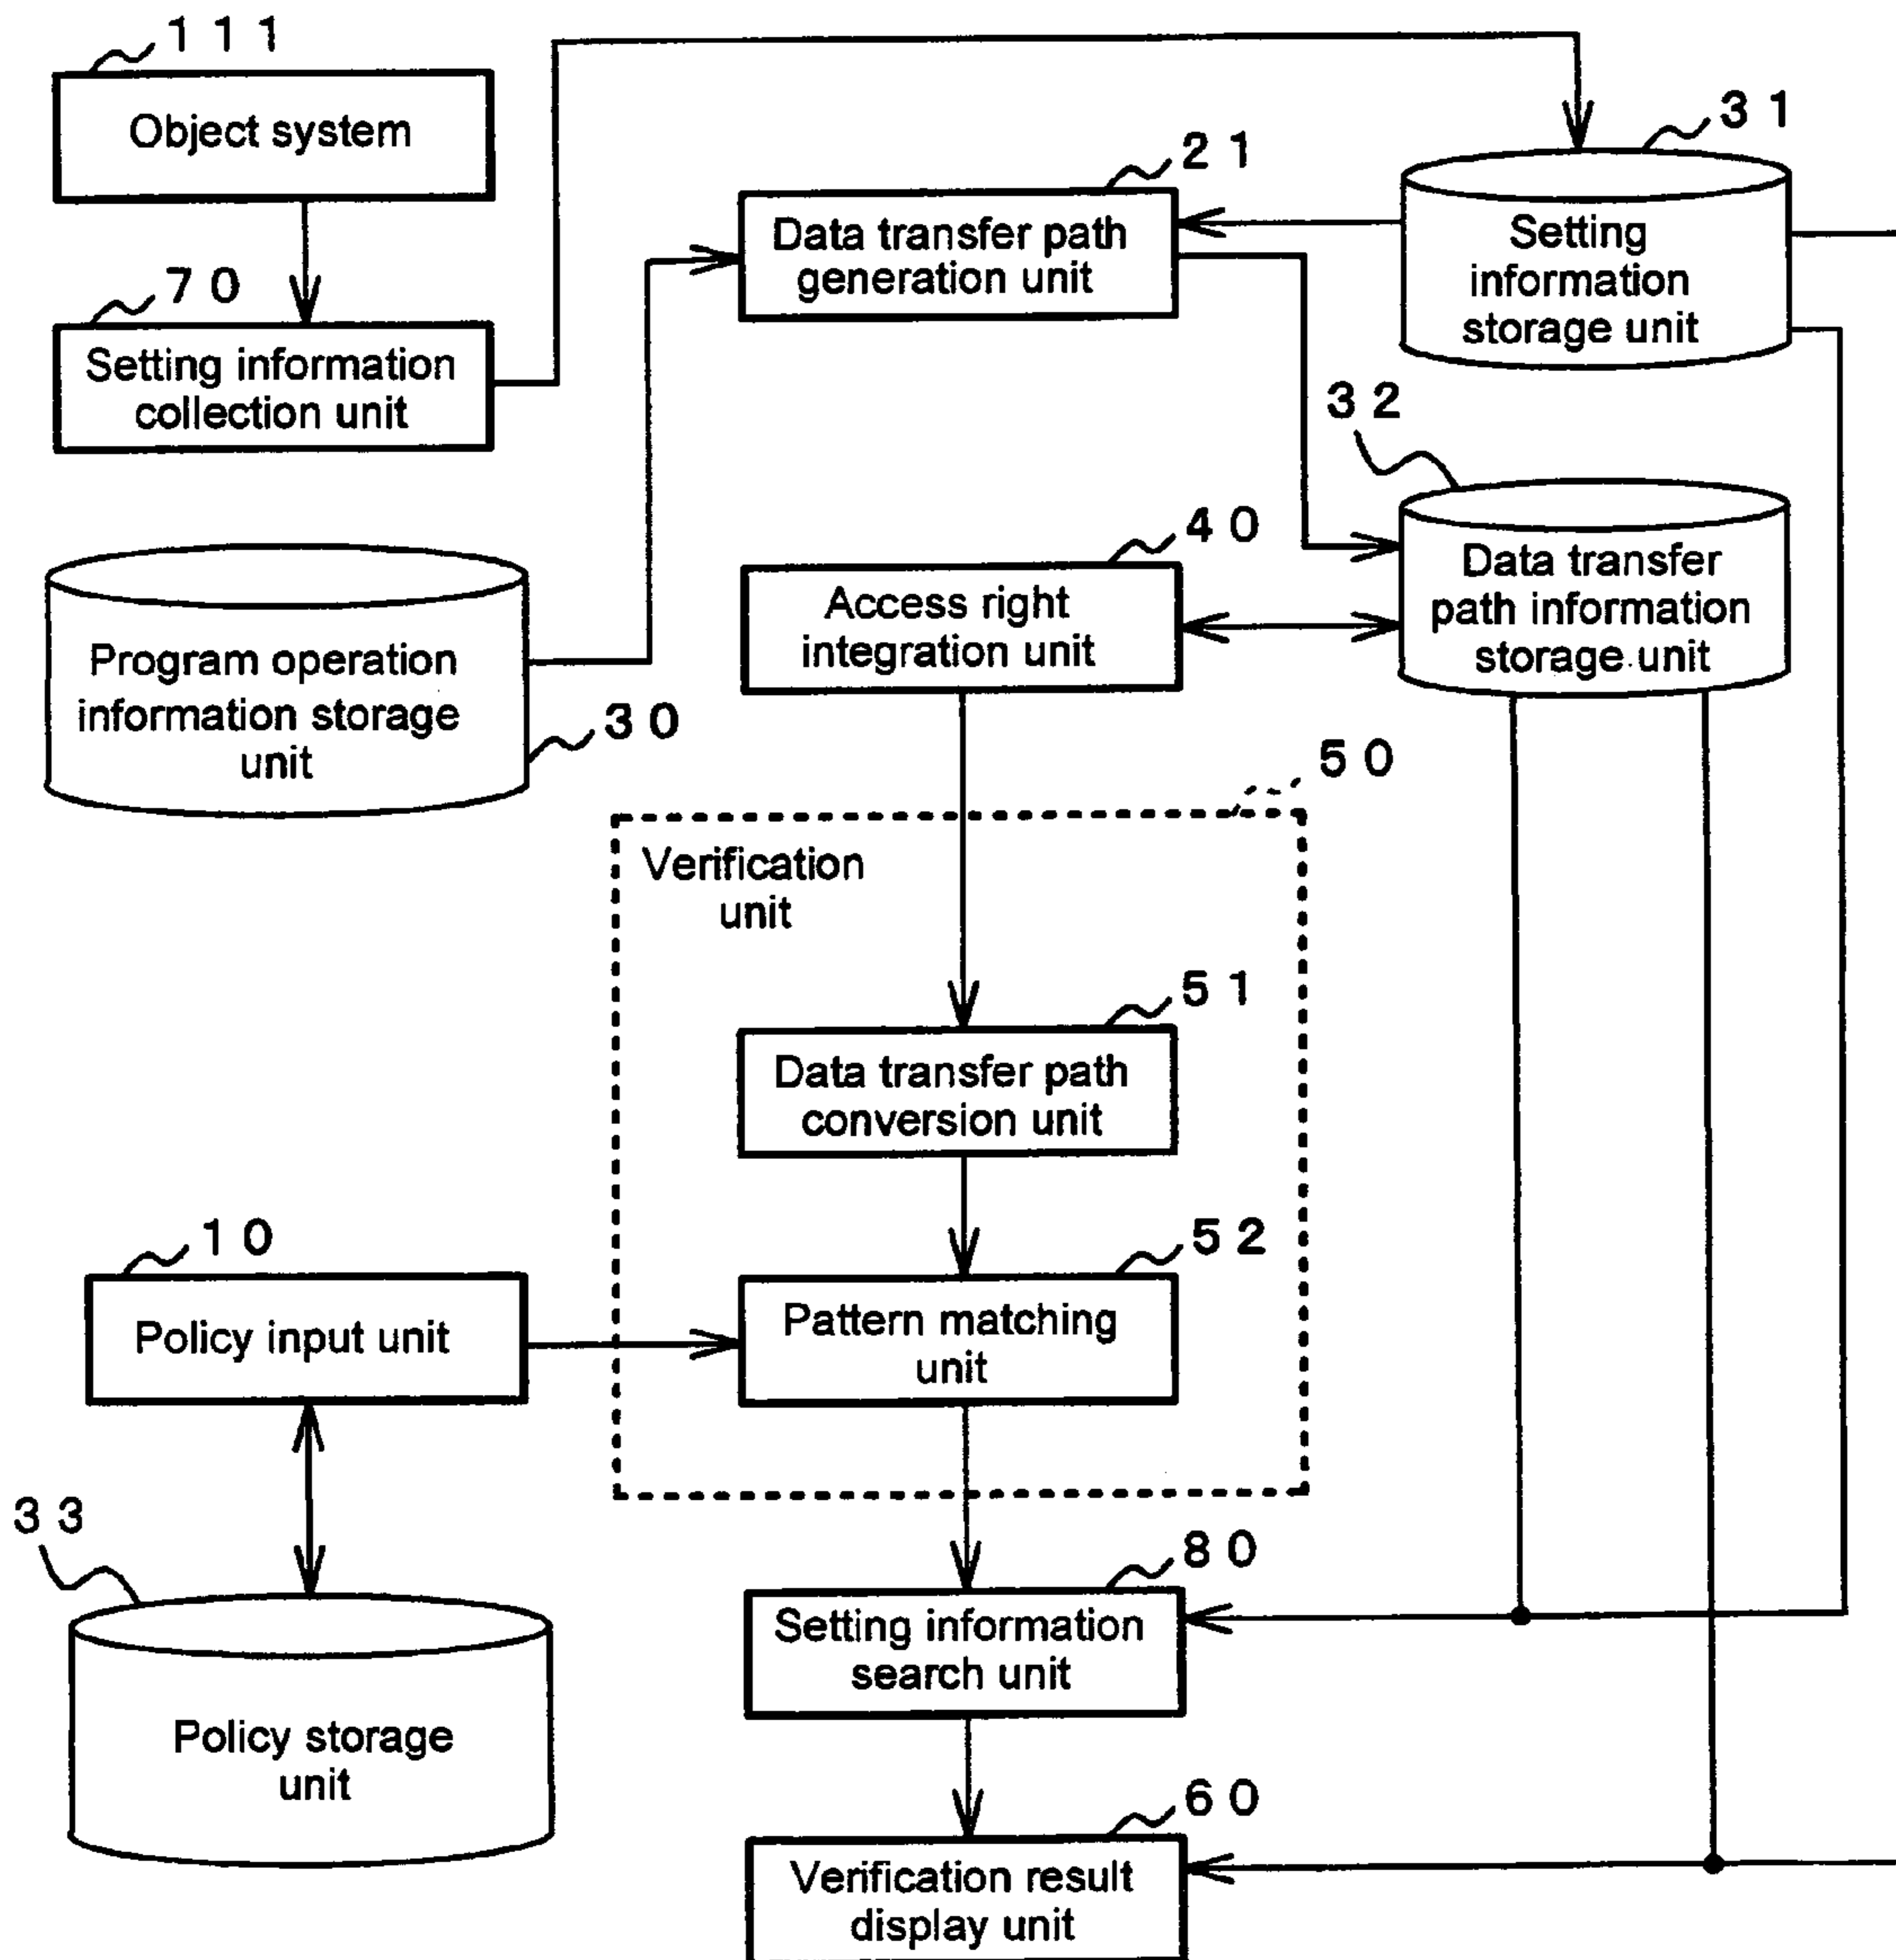 111
Object system
31
21
Data transfer path
generation unit
Setting
information
storage unit
70
Setting information
collection unit
32
40
Access right
integration unit
Data transfer
path information
storage unit
Program operation
information storage
unit
30
50
Verification
unit
51
Data transfer path
conversion unit
10
Policy input unit
52
Pattern matching
unit
33
Policy storage
unit
80
Setting information
search unit
60
Verification result
display unit